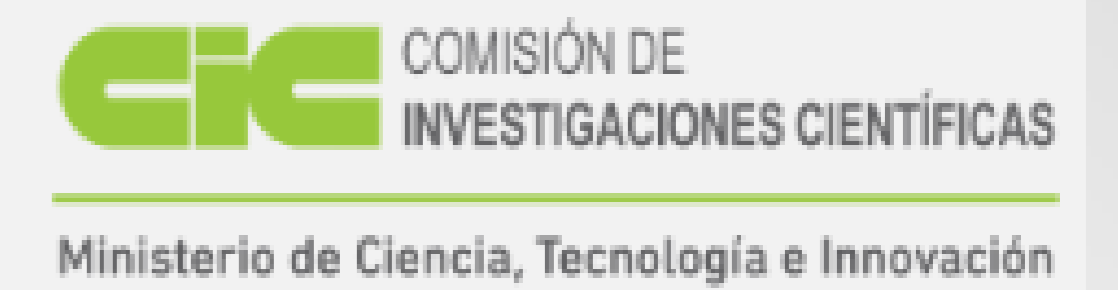 CiC COMISIÓN DE
INVESTIGACIONES CIENTÍFICAS
Ministerio de Ciencia, Tecnología e Innovación